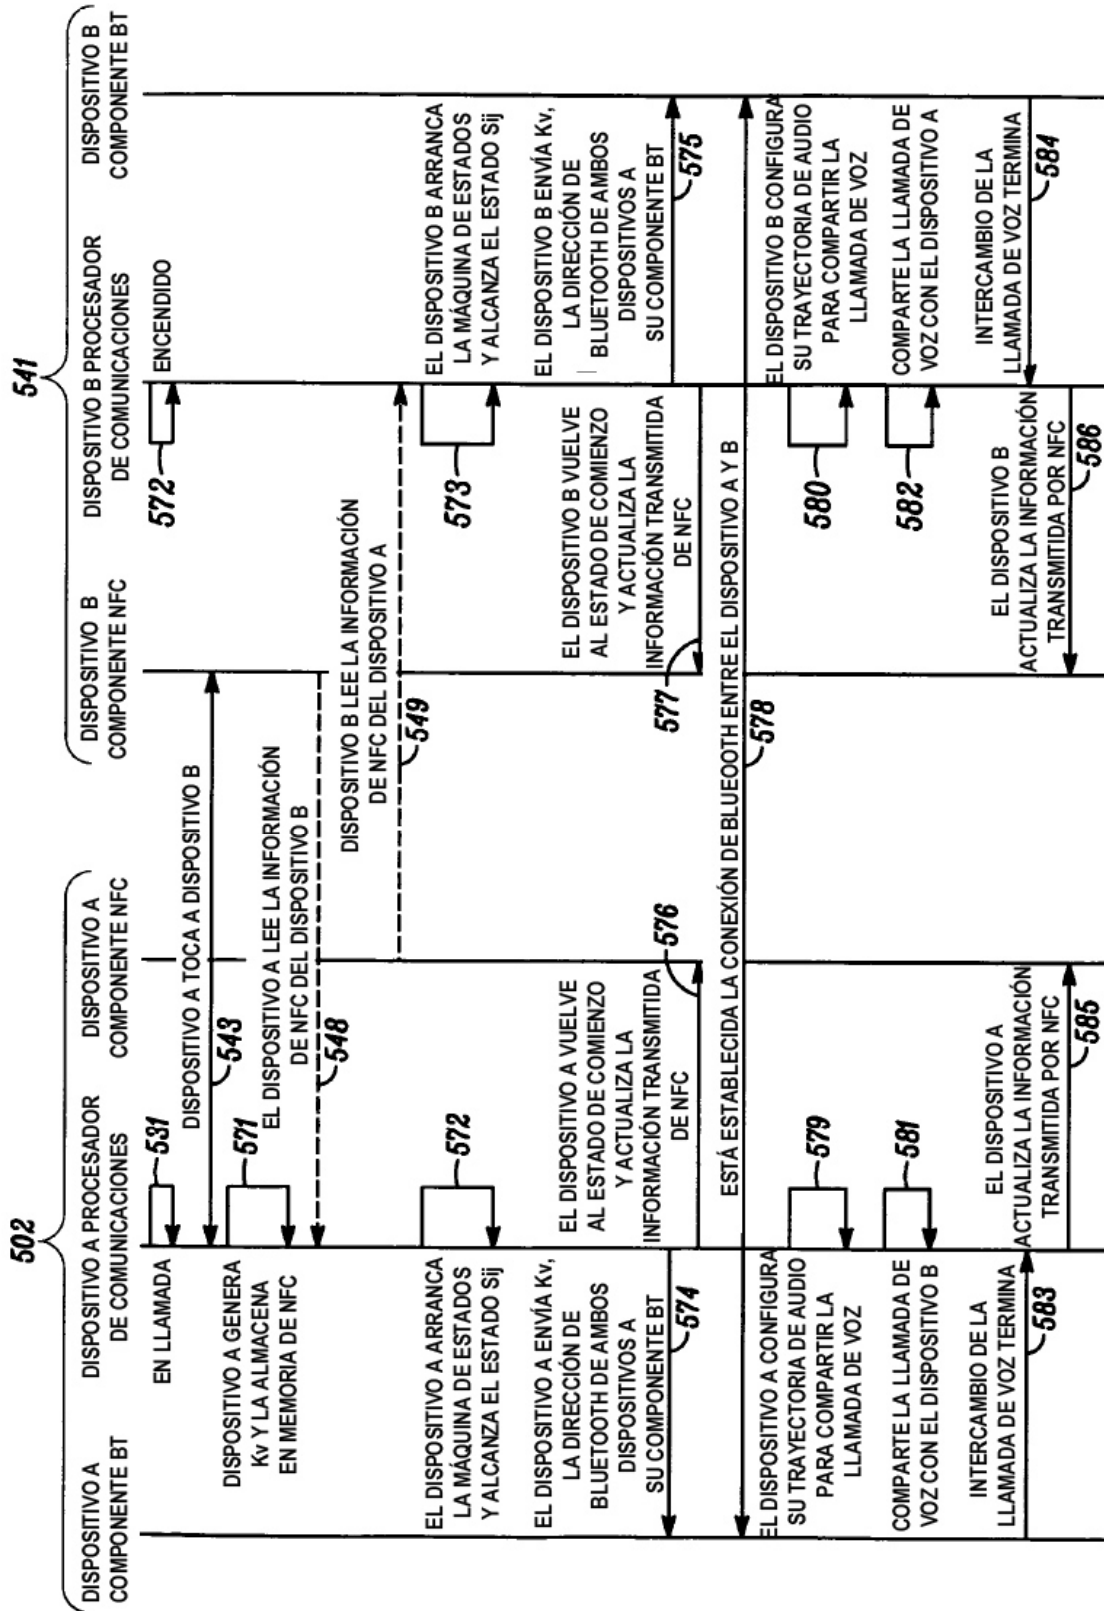 502
541
DISPOSITIVO A
COMPONENTE BT
DISPOSITIVO A PROCESADOR
DE COMUNICACIONES
DISPOSITIVO A
COMPONENTE NFC
DISPOSITIVO B
COMPONENTE NFC
DISPOSITIVO B PROCESADOR
DE COMUNICACIONES
DISPOSITIVO B
COMPONENTE BT
EN LLAMADA
531
572
ENCENDIDO
DISPOSITIVO A TOCA A DISPOSITIVO B
543
DISPOSITIVO A GENERA
Kv Y LA ALMACENA
EN MEMORIA DE NFC
571
EL DISPOSITIVO A LEE LA INFORMACIÓN
DE NFC DEL DISPOSITIVO B
548
DISPOSITIVO B LEE LA INFORMACIÓN
DE NFC DEL DISPOSITIVO A
549
EL DISPOSITIVO A ARRANCA
LA MÁQUINA DE ESTADOS
Y ALCANZA EL ESTADO Sij
572
573
EL DISPOSITIVO B ARRANCA
LA MÁQUINA DE ESTADOS
Y ALCANZA EL ESTADO Sij
EL DISPOSITIVO A ENVÍA Kv,
LA DIRECCIÓN DE
BLUETOOTH DE AMBOS
DISPOSITIVOS A
SU COMPONENTE BT
574
EL DISPOSITIVO A VUELVE
AL ESTADO DE COMIENZO
Y ACTUALIZA LA
INFORMACIÓN TRANSMITIDA
DE NFC
576
EL DISPOSITIVO B VUELVE
AL ESTADO DE COMIENZO
Y ACTUALIZA LA
INFORMACIÓN TRANSMITIDA
DE NFC
577
EL DISPOSITIVO B ENVÍA Kv,
LA DIRECCIÓN DE
BLUETOOTH DE AMBOS
DISPOSITIVOS A
SU COMPONENTE BT
575
ESTÁ ESTABLECIDA LA CONEXIÓN DE BLUEOOTH ENTRE EL DISPOSITIVO A Y B
578
EL DISPOSITIVO A CONFIGURA
SU TRAYECTORIA DE AUDIO
PARA COMPARTIR LA
LLAMADA DE VOZ
579
580
EL DISPOSITIVO B CONFIGURA
SU TRAYECTORIA DE AUDIO
PARA COMPARTIR LA
LLAMADA DE VOZ
COMPARTE LA LLAMADA DE
VOZ CON EL DISPOSITIVO B
581
582
COMPARTE LA LLAMADA DE
VOZ CON EL DISPOSITIVO A
INTERCAMBIO DE LA
LLAMADA DE VOZ TERMINA
583
EL DISPOSITIVO A
ACTUALIZA LA INFORMACIÓN
TRANSMITIDA POR NFC
585
EL DISPOSITIVO B
ACTUALIZA LA INFORMACIÓN
TRANSMITIDA POR NFC
586
INTERCAMBIO DE LA
LLAMADA DE VOZ TERMINA
584